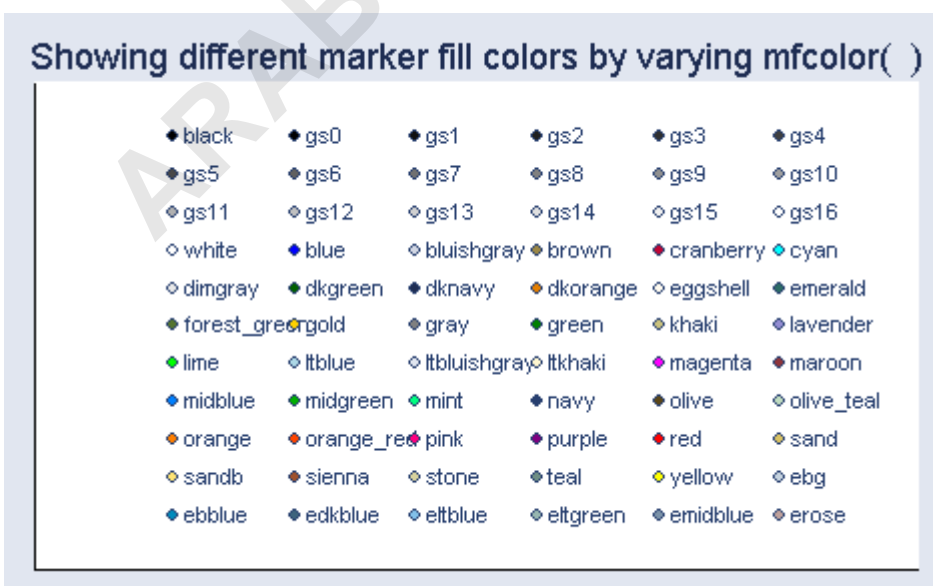 Showing different marker fill colors by varying mfcolor( )
black gs0 gs1 gs2 gs3 gs4
gs5 gs6 gs7 gs8 gs9 gs10
gs11 gs12 gs13 gs14 gs15 gs16
white blue bluishgray brown cranberry cyan
dimgray dkgreen dknavy dkorange eggshell emerald
forest_green gold gray green khaki lavender
lime ltblue ltbluishgray ltkhaki magenta maroon
midblue midgreen mint navy olive olive_teal
orange orange_red pink purple red sand
sandb sienna stone teal yellow ebg
ebblue edkblue eltblue eltgreen emidblue erose
ARAB